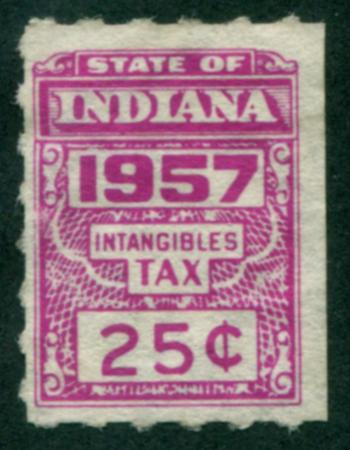 STATE OF
INDIANA
1957
INTANGIBLES
TAX
25¢